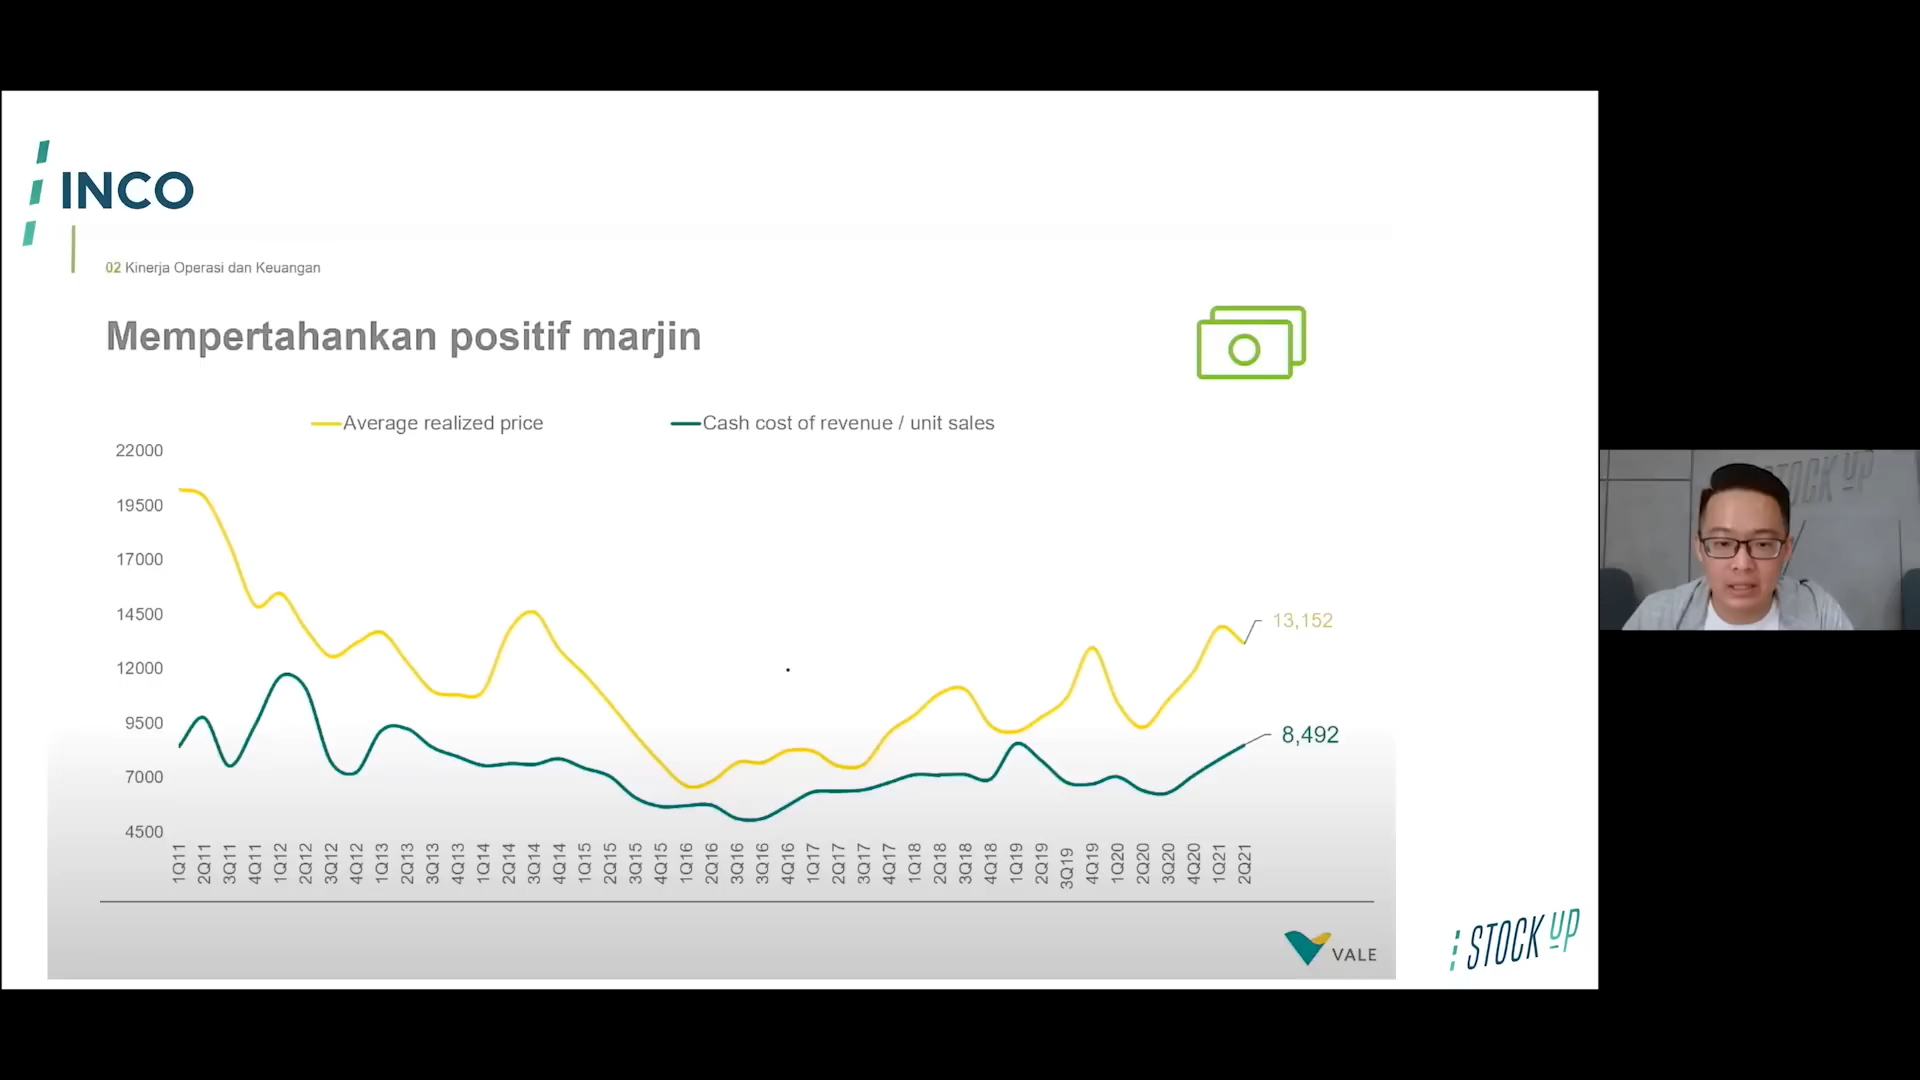 INCO
02 Kinerja Operasi dan Keuangan
Mempertahankan positif marjin
Average realized price
Cash cost of revenue / unit sales
22000
19500
17000
14500
12000
9500
7000
4500
13,152
8,492
1Q11
2Q11
3Q11
4Q11
1Q12
2Q12
3Q12
4Q12
1Q13
2Q13
3Q13
4Q13
1Q14
2Q14
3Q14
4Q14
1Q15
2Q15
3Q15
4Q15
1Q16
2Q16
3Q16
3Q16
4Q16
1Q17
2Q17
3Q17
4Q17
1Q18
2Q18
3Q18
4Q18
1Q19
2Q19
3Q19
4Q19
1Q20
2Q20
3Q20
4Q20
1Q21
2Q21
VALE
STOCK UP
STOCK UP